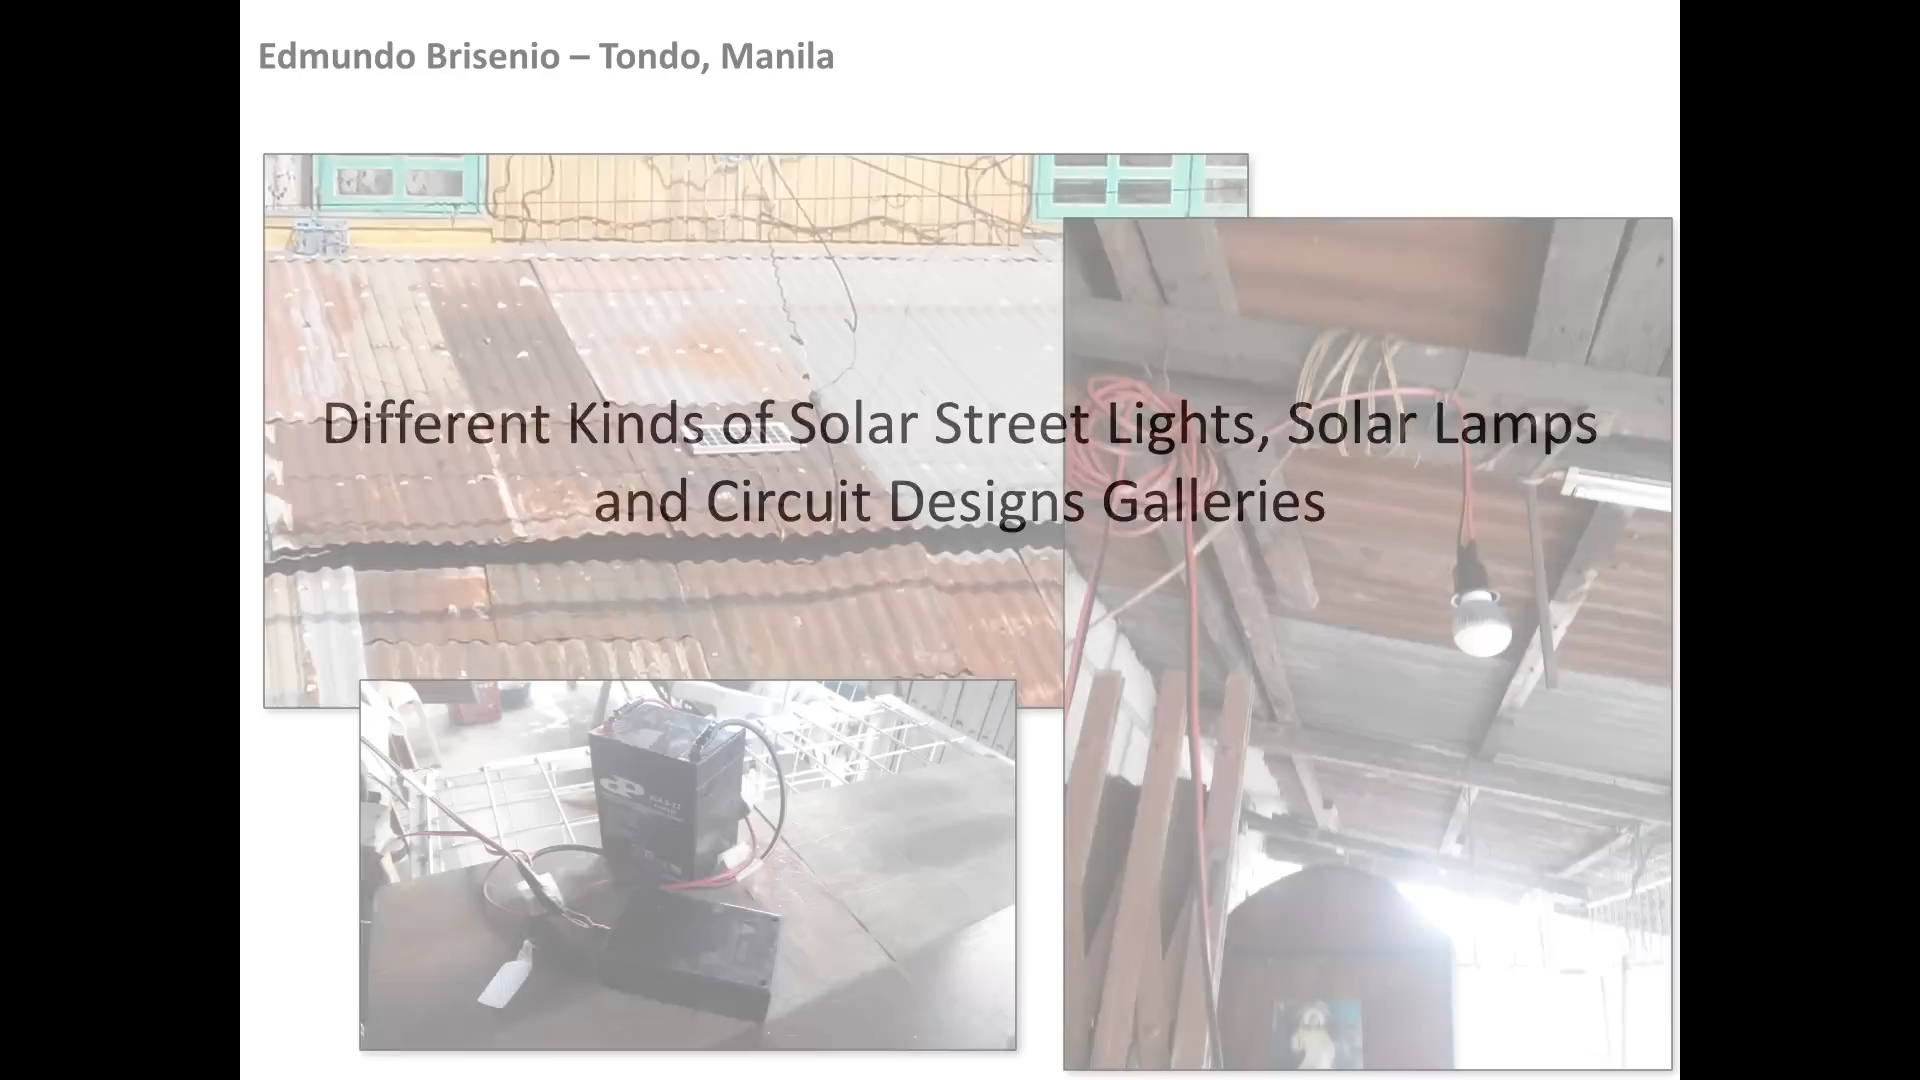 Edmundo Brisenio – Tondo, Manila
Different Kinds of Solar Street Lights, Solar Lamps
and Circuit Designs Galleries